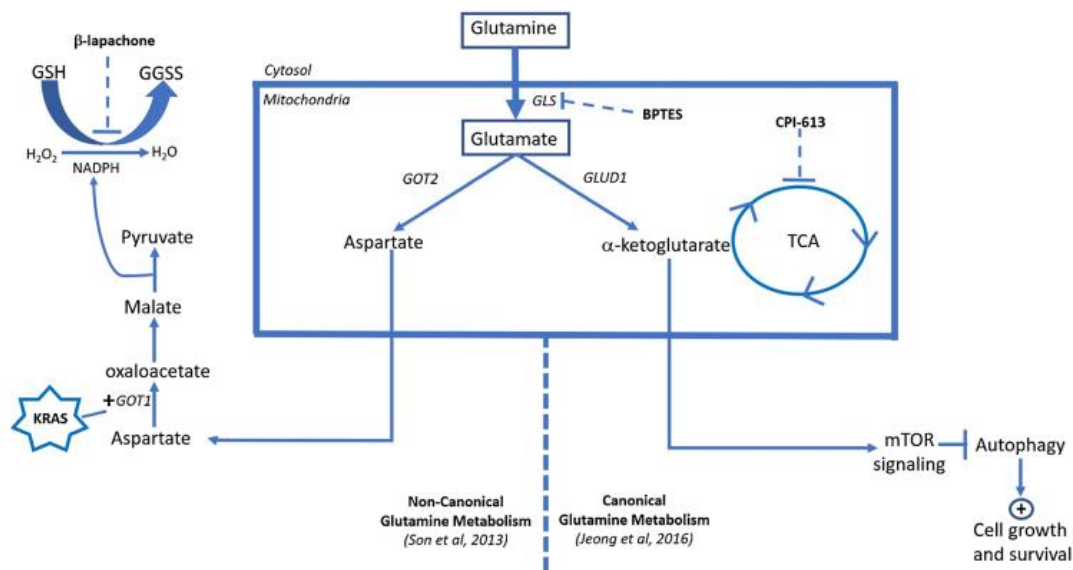 β-lapachone
GSH
GGSS
H₂O₂
H₂O
NADPH
Pyruvate
Malate
oxaloacetate
+GOT1
KRAS
Aspartate
Glutamine
Cytosol
Mitochondria
GLS
BPTES
CPI-613
Glutamate
GOT2
GLUD1
Aspartate
α-ketoglutarate
TCA
mTOR
signaling
Autophagy
+
Cell growth
and survival
Non-Canonical
Glutamine Metabolism
(Son et al, 2013)
Canonical
Glutamine Metabolism
(Jeong et al, 2016)